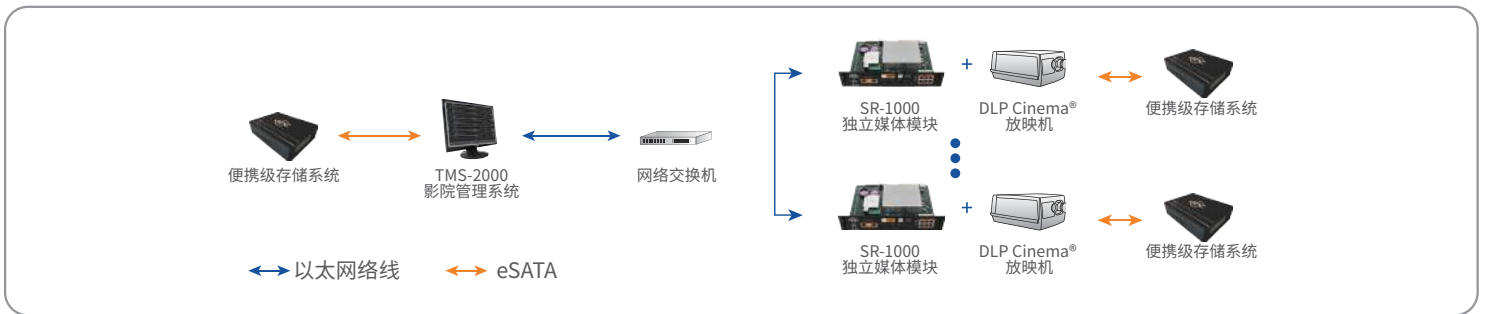 SR-1000
独立媒体模块
+
DLP Cinema®
放映机
便携级存储系统
便携级存储系统
TMS-2000
影院管理系统
网络交换机
SR-1000
独立媒体模块
+
DLP Cinema®
放映机
便携级存储系统
以太网络线
eSATA